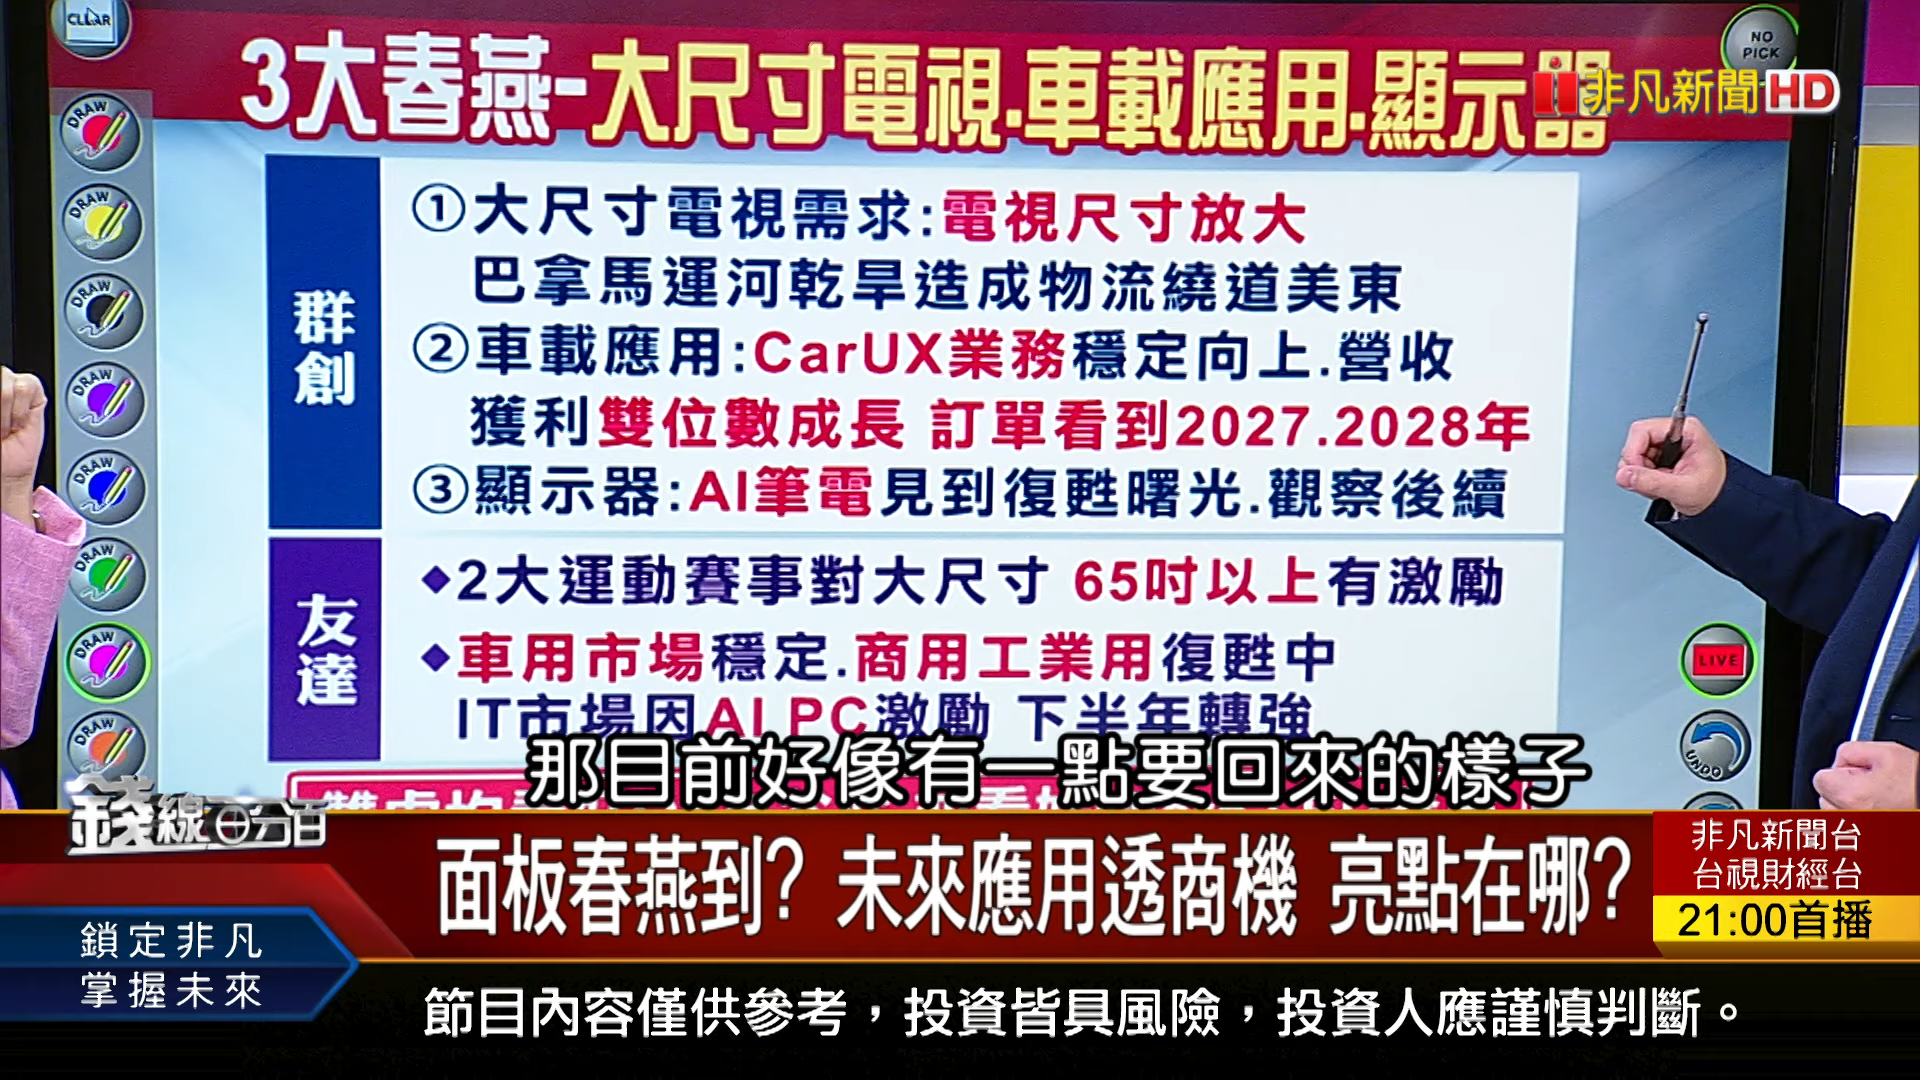 CLEAR
NO
PICK
3大春燕-大尺寸電視.車載應用.顯示器
非凡新聞HD
DRAW
DRAW
DRAW
DRAW
DRAW
DRAW
DRAW
DRAW
群創
①大尺寸電視需求:電視尺寸放大
巴拿馬運河乾旱造成物流繞道美東
②車載應用:CarUX業務穩定向上.營收
獲利雙位數成長 訂單看到2027.2028年
③顯示器:AI筆電見到復甦曙光.觀察後續
友達
◆2大運動賽事對大尺寸 65吋以上有激勵
◆車用市場穩定.商用工業用復甦中
IT市場因AI PC激勵 下半年轉強
LIVE
UNDO
那目前好像有一點要回來的樣子
錢線百分百
面板春燕到? 未來應用透商機 亮點在哪?
非凡新聞台
台視財經台
21:00首播
鎖定非凡
掌握未來
節目內容僅供參考，投資皆具風險，投資人應謹慎判斷。